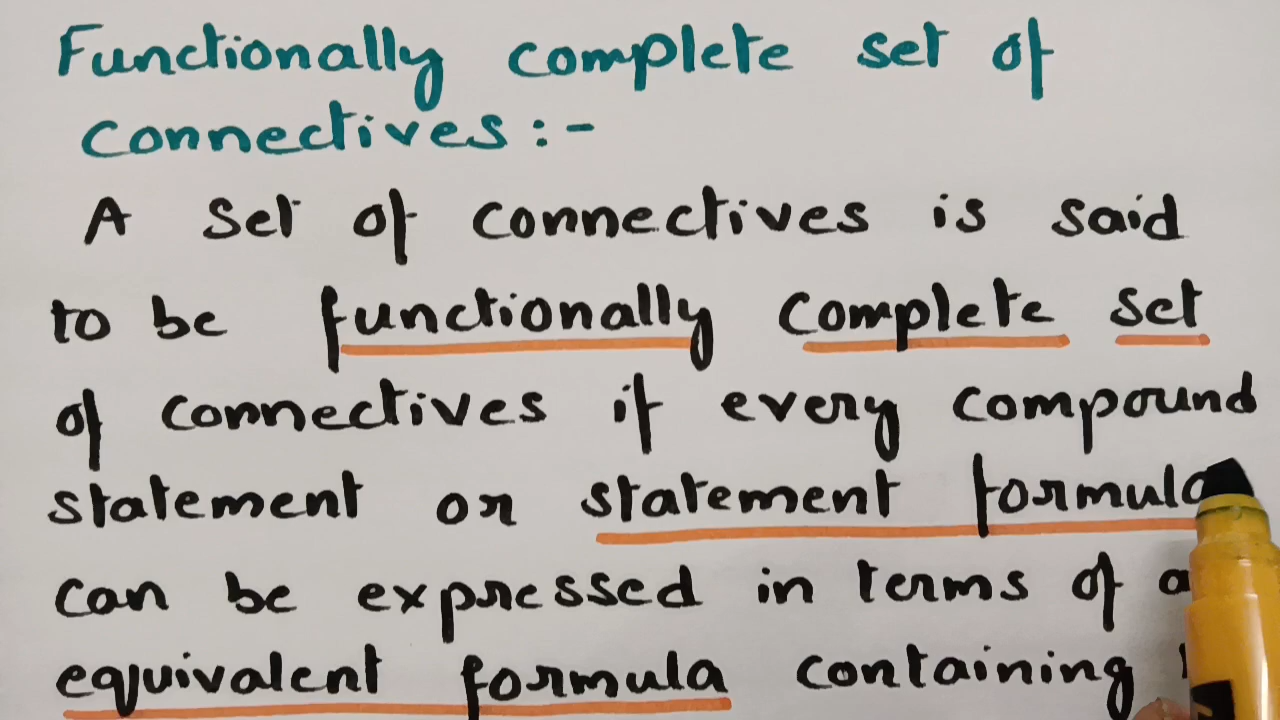 Functionally complete set of
connectives:-
A set of connectives is said
to be functionally complete set
of connectives if every compound
statement or statement formula
can be expressed in terms of
equivalent formula containing